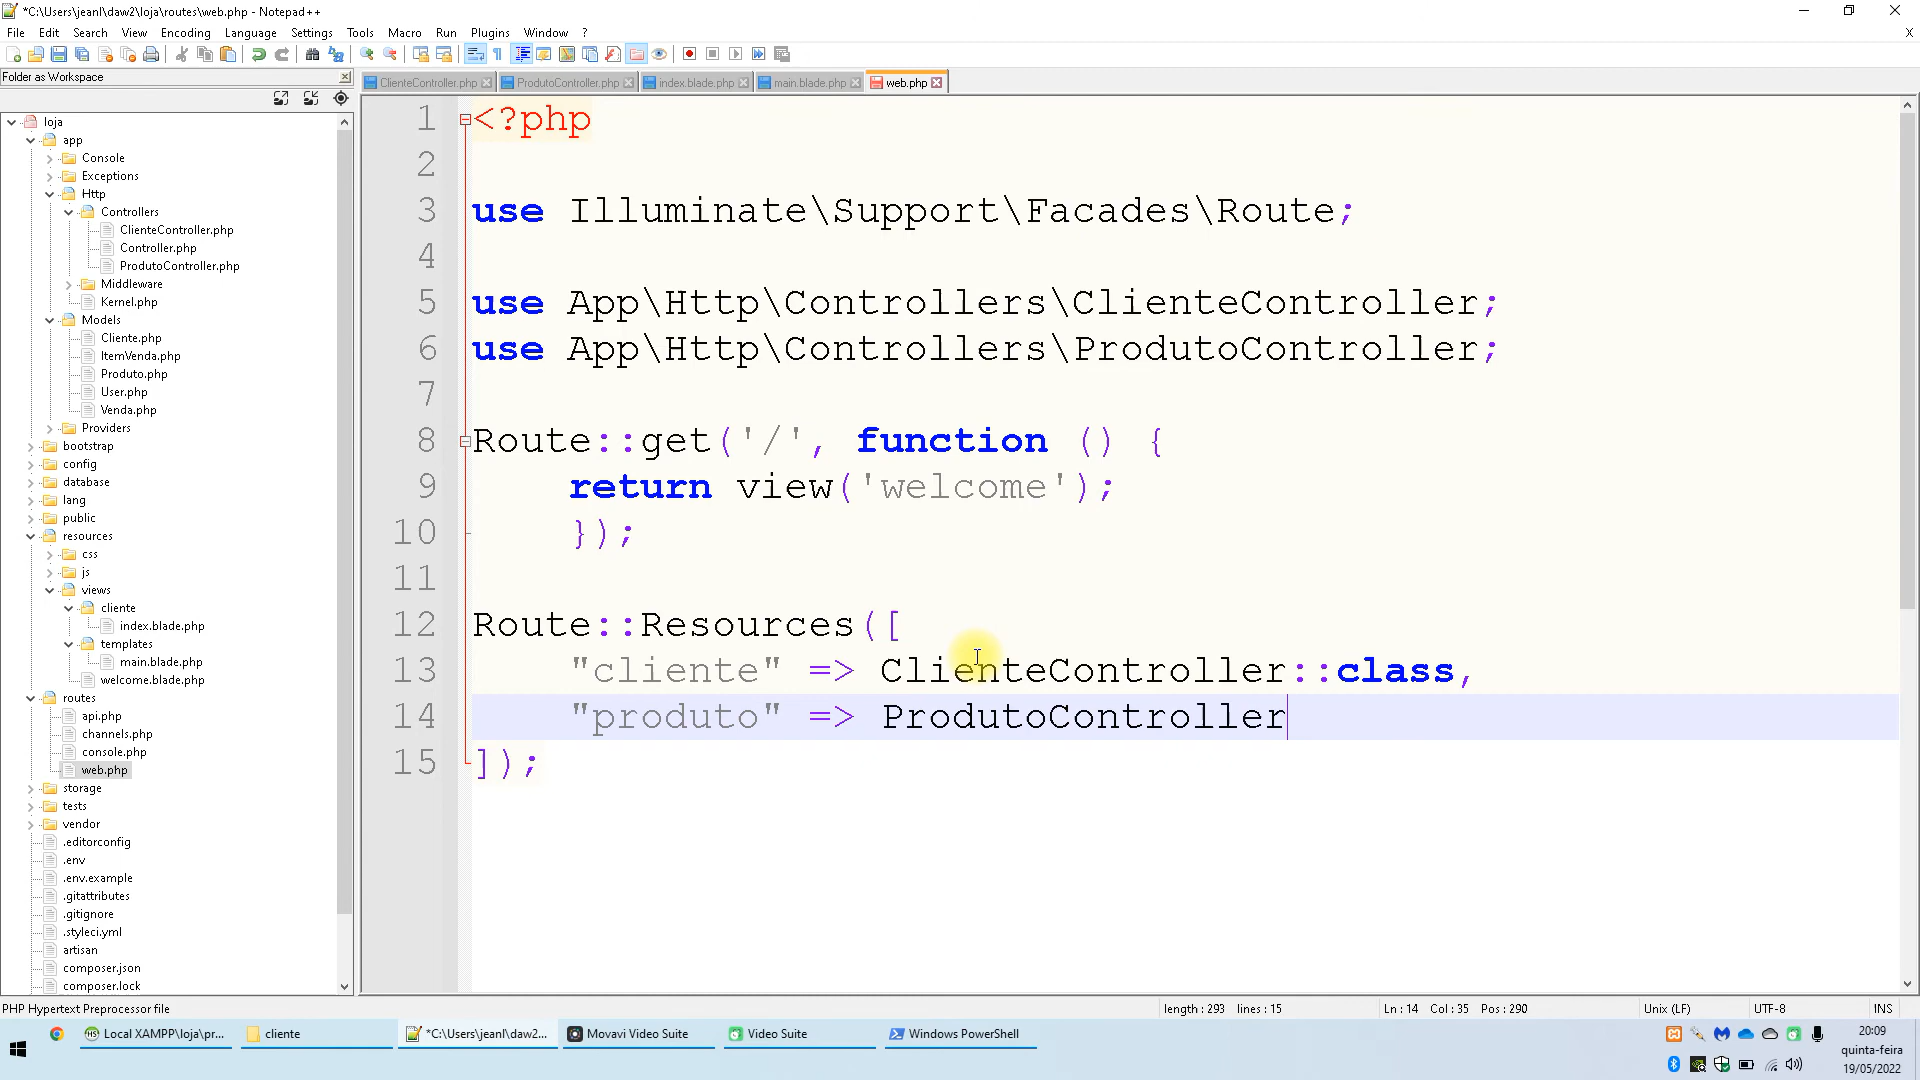 *C:\Users\jeanl\daw2\loja\routes\web.php - Notepad++
File Edit Search View Encoding Language Settings Tools Macro Run Plugins Window ? X
Folder as Workspace
ClienteController.php ProdutoController.php index.blade.php main.blade.php web.php
loja
app
Console
Exceptions
Http
Controllers
ClienteController.php
Controller.php
ProdutoController.php
Middleware
Kernel.php
Models
Cliente.php
ItemVenda.php
Produto.php
User.php
Venda.php
Providers
bootstrap
config
database
lang
public
resources
css
js
views
cliente
index.blade.php
templates
main.blade.php
welcome.blade.php
routes
api.php
channels.php
console.php
web.php
storage
tests
vendor
.editorconfig
.env
.env.example
.gitattributes
.gitignore
.styleci.yml
artisan
composer.json
composer.lock
1 <?php
2
3 use Illuminate\Support\Facades\Route;
4
5 use App\Http\Controllers\ClienteController;
6 use App\Http\Controllers\ProdutoController;
7
8 Route::get('/', function () {
9 return view('welcome');
10 });
11
12 Route::Resources([
13 "cliente" => ClienteController::class,
14 "produto" => ProdutoController
15 ]);
PHP Hypertext Preprocessor file length : 293 lines : 15 Ln : 14 Col : 35 Pos : 290 Unix (LF) UTF-8 INS
Local XAMPP\loja\pr... cliente *C:\Users\jeanl\daw2... Movavi Video Suite Video Suite Windows PowerShell
20:09
quinta-feira
19/05/2022